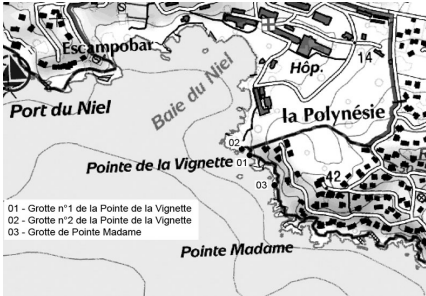 Escampobar
Baie du Niel
Hôp.
14
Port du Niel
la Polynésie
02
Pointe de la Vignette
01
03
42
01 - Grotte n°1 de la Pointe de la Vignette
02 - Grotte n°2 de la Pointe de la Vignette
03 - Grotte de Pointe Madame
Pointe Madame